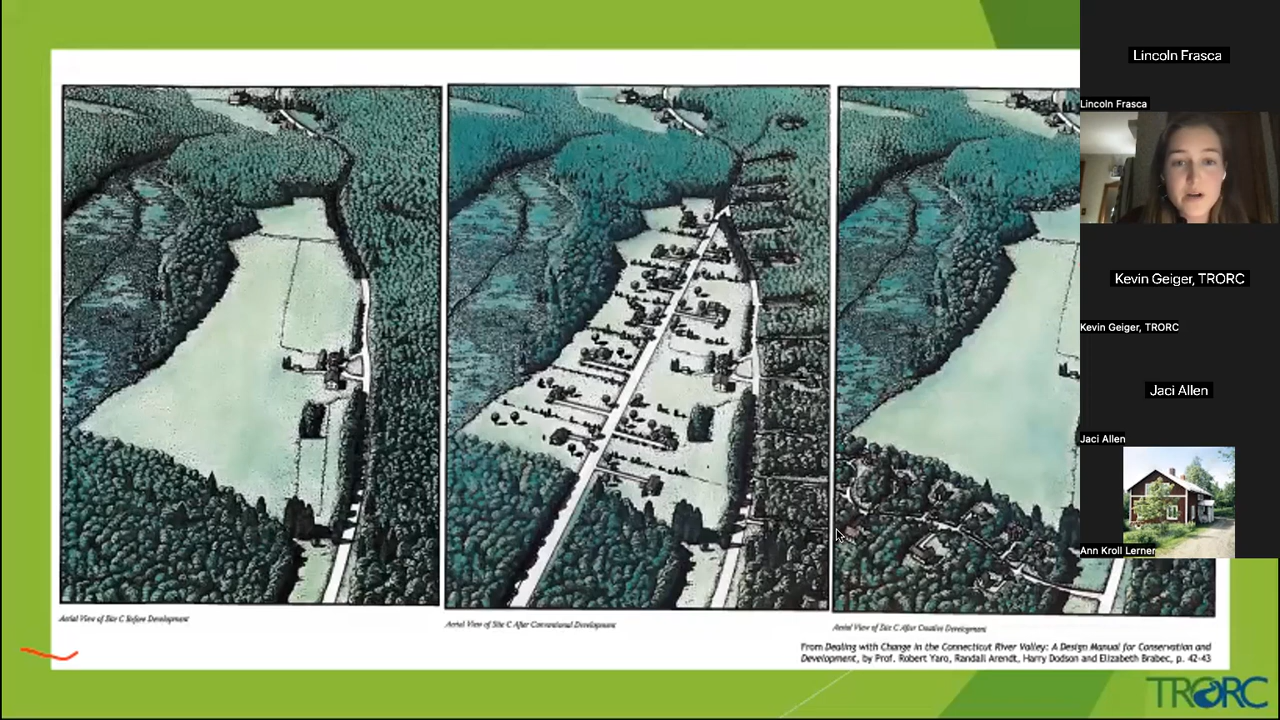 Lincoln Frasca
Lincoln Frasca
Kevin Geiger, TRORC
Kevin Geiger, TRORC
Jaci Allen
Jaci Allen
Ann Kroll Lerner
Aerial View of Site C Before Development
Aerial View of Site C After Conventional Development
Aerial View of Site C After Creative Development
From Dealing with Change in the Connecticut River Valley: A Design Manual for Conservation and
Development, by Prof. Robert Yaro, Randall Arendt, Harry Dodson and Elizabeth Brabec, p. 42-43
TRORC